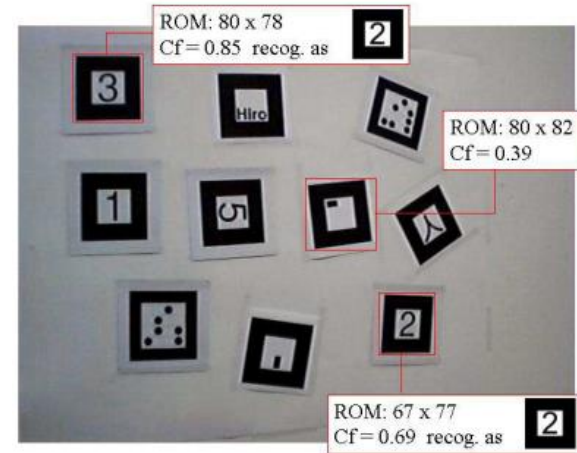 ROM: 80 x 78
Cf = 0.85 recog. as 2
3
Hiro
ROM: 80 x 82
Cf = 0.39
1
5
2
ROM: 67 x 77
Cf = 0.69 recog. as 2